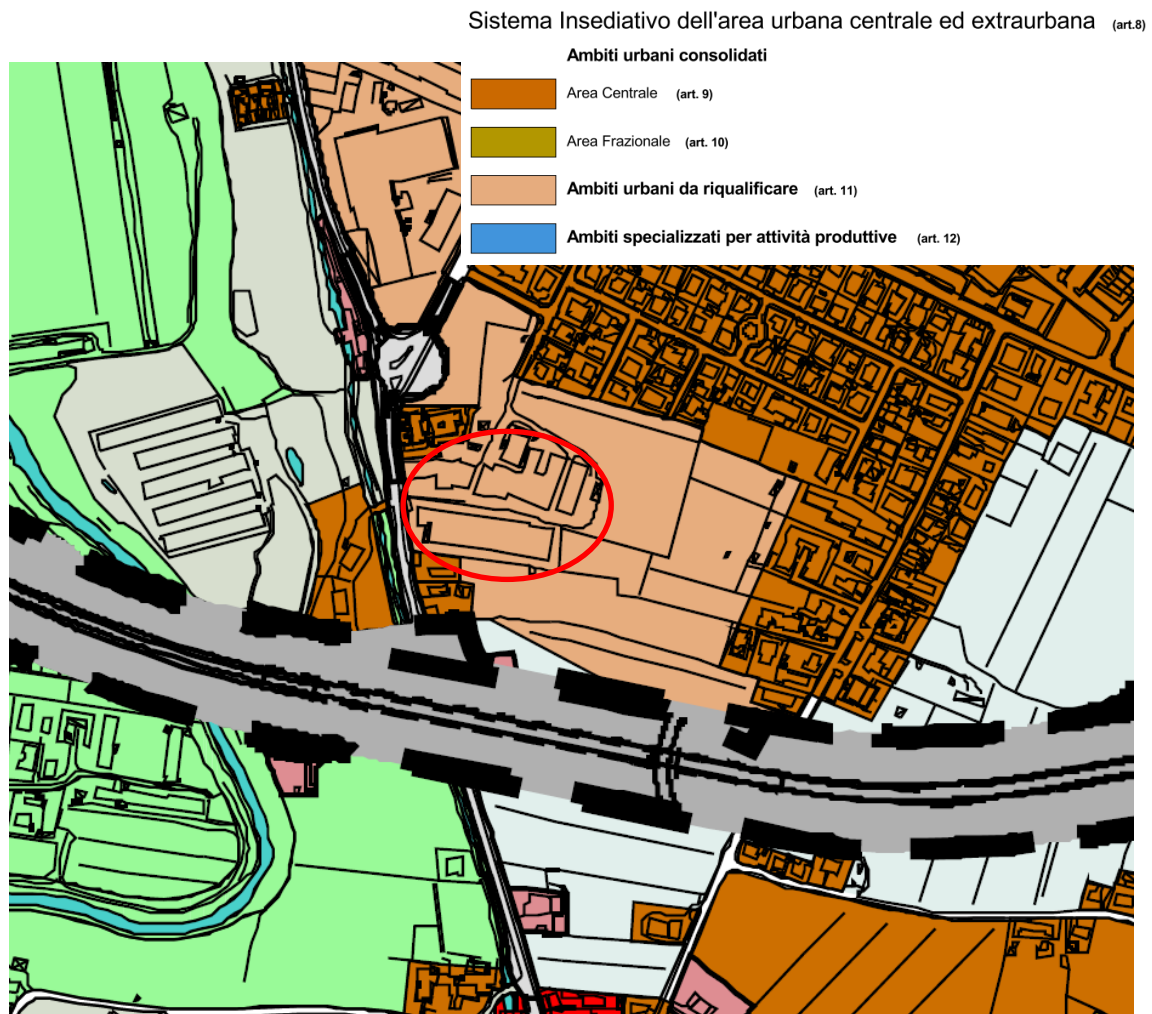 Sistema Insediativo dell'area urbana centrale ed extraurbana (art.8)
Ambiti urbani consolidati
Area Centrale (art. 9)
Area Frazionale (art. 10)
Ambiti urbani da riqualificare (art. 11)
Ambiti specializzati per attività produttive (art. 12)